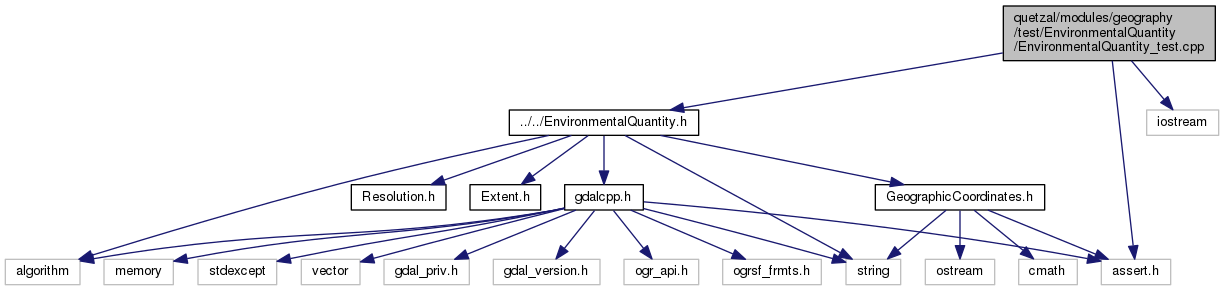 quetzal/modules/geography
/test/EnvironmentalQuantity
/EnvironmentalQuantity_test.cpp
../../EnvironmentalQuantity.h
iostream
Resolution.h
Extent.h
gdalcpp.h
GeographicCoordinates.h
algorithm
memory
stdexcept
vector
gdal_priv.h
gdal_version.h
ogr_api.h
ogrsf_frmts.h
string
ostream
cmath
assert.h